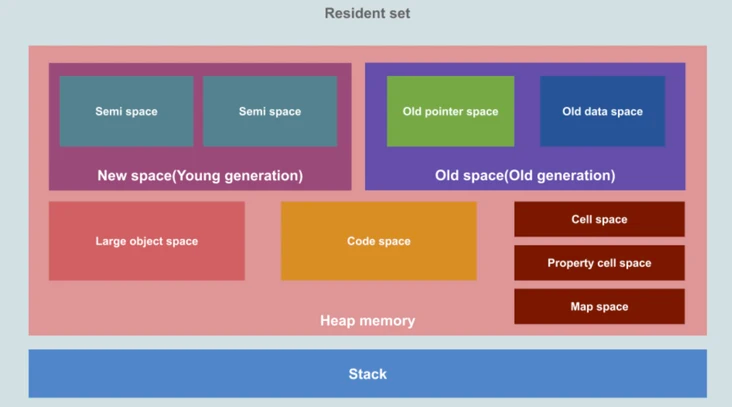 Resident set
Semi space
Semi space
New space(Young generation)
Old pointer space
Old data space
Old space(Old generation)
Large object space
Code space
Cell space
Property cell space
Map space
Heap memory
Stack